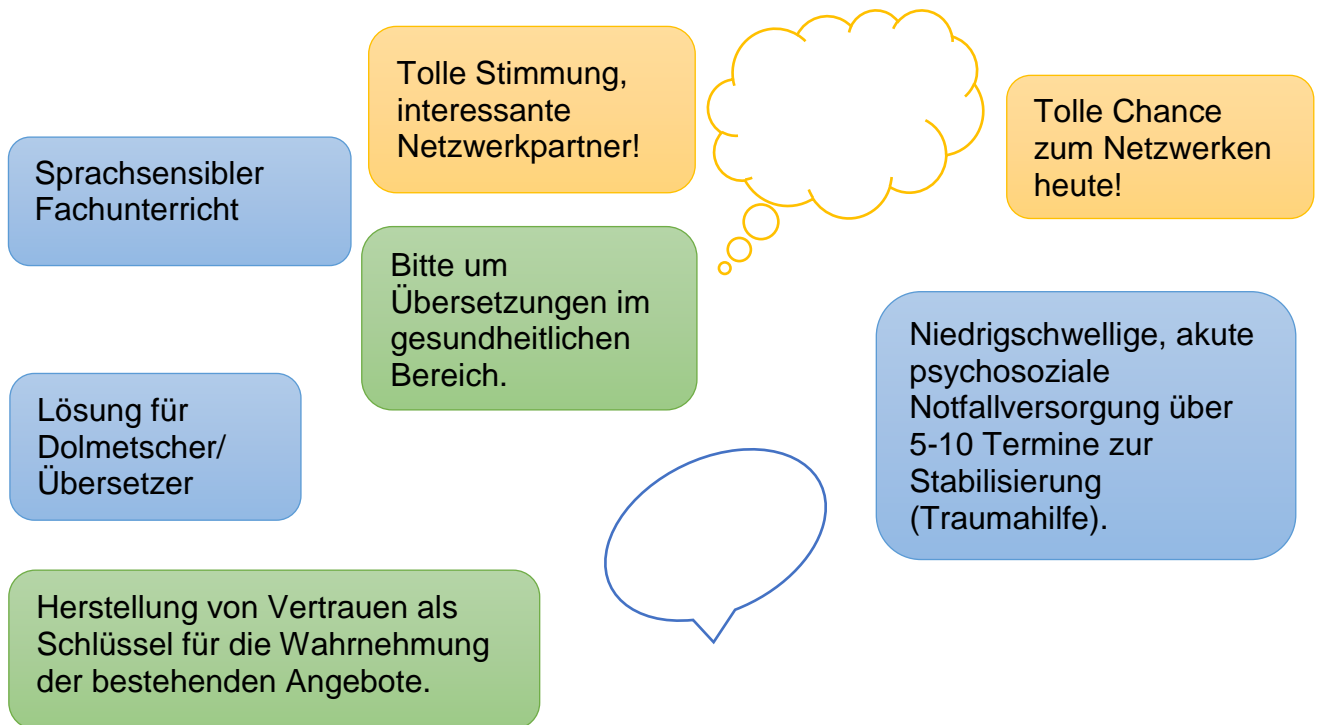 Tolle Stimmung,
interessante
Netzwerkpartner!
Tolle Chance
zum Netzwerken
heute!
Sprachsensibler
Fachunterricht
Bitte um
Übersetzungen im
gesundheitlichen
Bereich.
Niedrigschwellige, akute
psychosoziale
Notfallversorgung über
5-10 Termine zur
Stabilisierung
(Traumahilfe).
Lösung für
Dolmetscher/
Übersetzer
Herstellung von Vertrauen als
Schlüssel für die Wahrnehmung
der bestehenden Angebote.